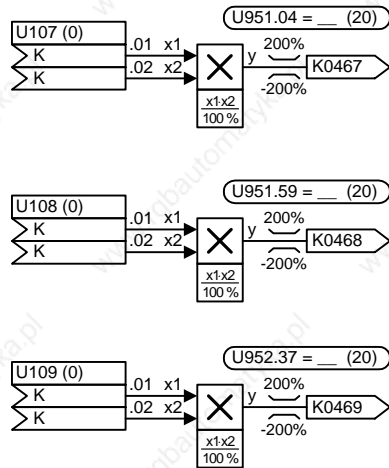 U951.04 = __ (20)
U107 (0)
K .01 x1
K .02 x2
y 200%
-200%
K0467
x1·x2
100 %
U951.59 = __ (20)
U108 (0)
K .01 x1
K .02 x2
y 200%
-200%
K0468
x1·x2
100 %
U952.37 = __ (20)
U109 (0)
K .01 x1
K .02 x2
y 200%
-200%
K0469
x1·x2
100 %